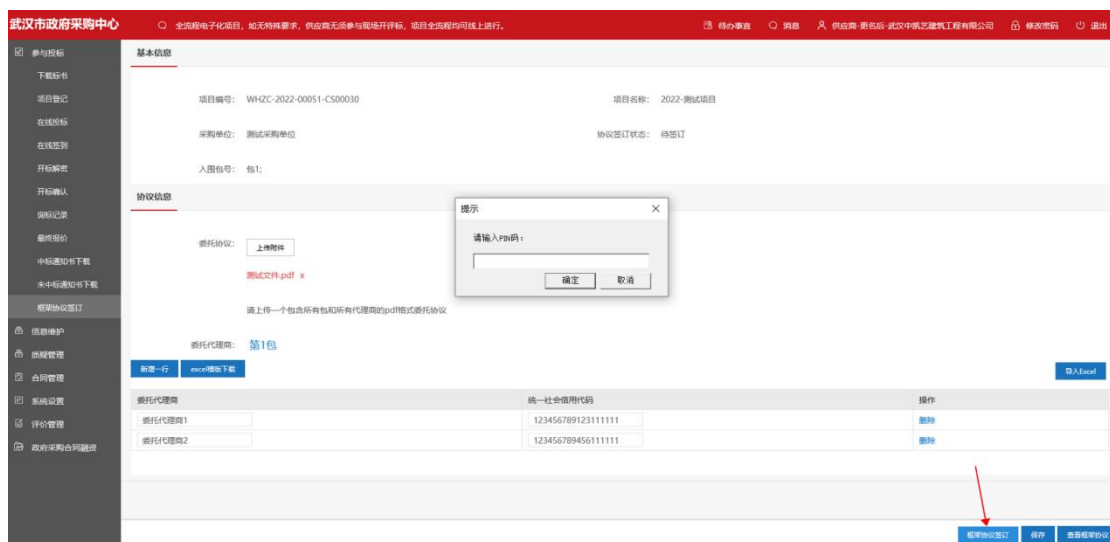 武汉市政府采购中心
全流程电子化项目，如无特殊要求，供应商无须参与现场开评标，项目全流程均可线上进行。
待办事宜 消息 供应商-更名后-武汉中凯艺建筑工程有限公司 修改密码 退出
参与投标
下载标书
项目登记
在线投标
在线签到
开标解密
开标确认
询标记录
最终报价
中标通知书下载
未中标通知书下载
框架协议签订
信息维护
质疑管理
合同管理
系统设置
评价管理
政府采购合同融资
基本信息
项目编号： WHZC-2022-00051-CS00030 项目名称： 2022-测试项目
采购单位： 测试采购单位 协议签订状态： 待签订
入围包号： 包1;
协议信息
委托协议： 上传附件
测试文件.pdf x
请上传一个包含所有包和所有代理商的pdf格式委托协议
委托代理商： 第1包
新增一行 excel模板下载 导入Excel
委托代理商 统一社会信用代码 操作
委托代理商1 123456789123111111 删除
委托代理商2 123456789456111111 删除
提示
请输入PIN码：
确定 取消
框架协议签订 保存 查看框架协议